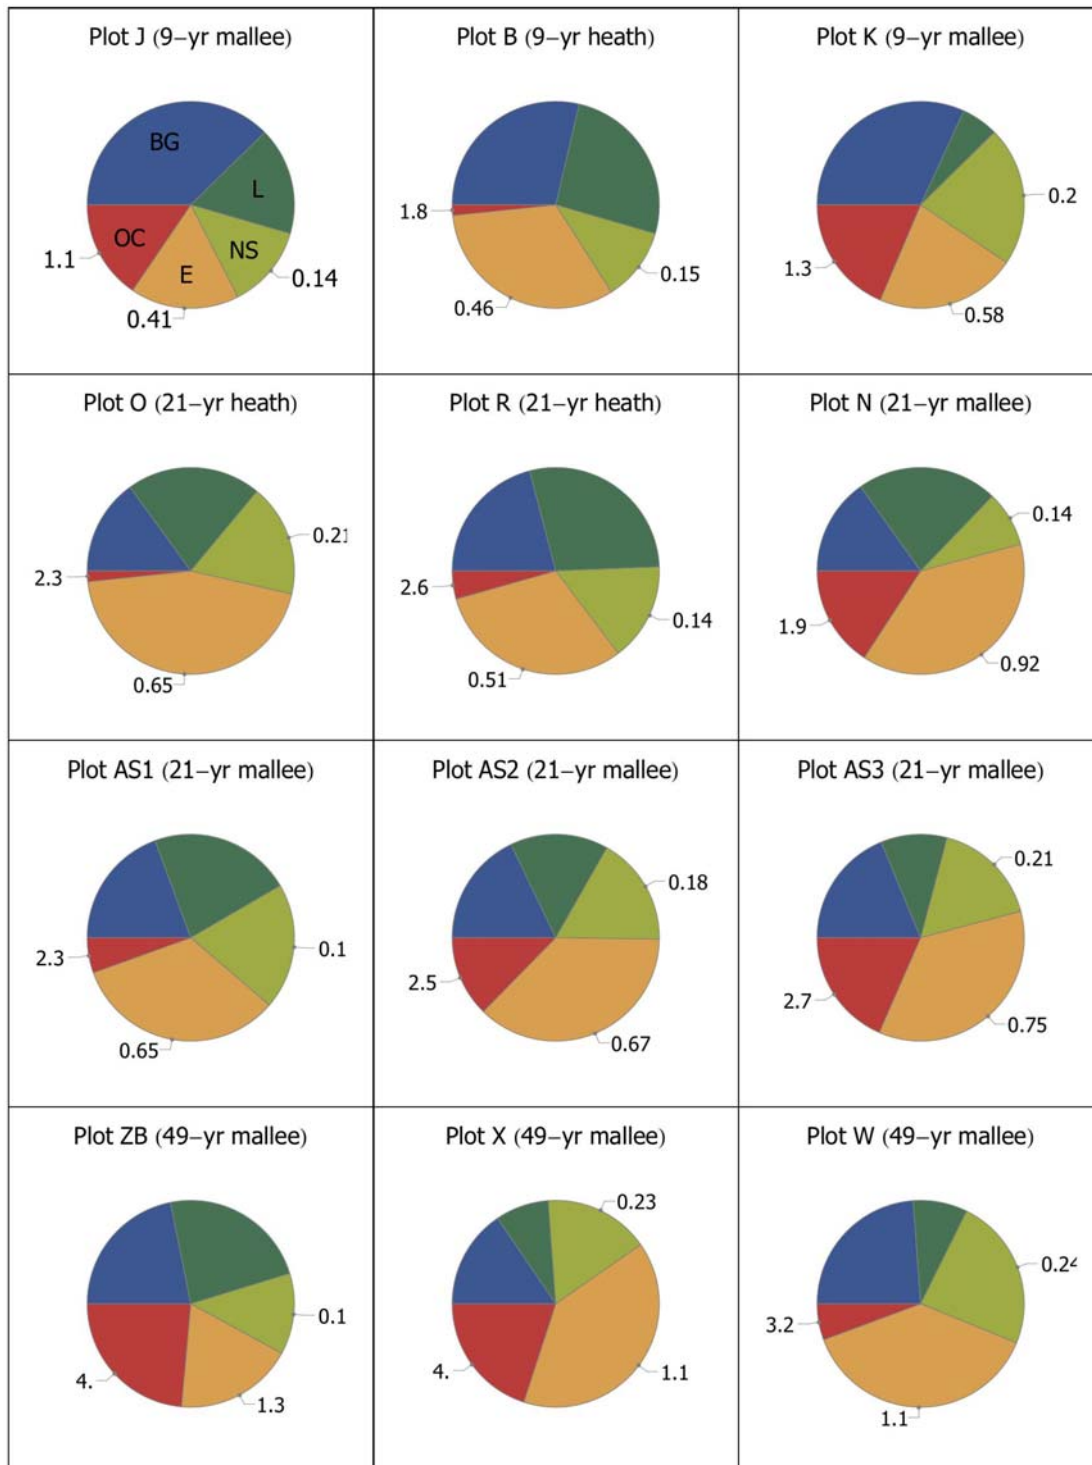 Plot J (9−yr mallee)
BG
L
OC
NS
E
1.1
0.14
0.41
Plot B (9−yr heath)
1.8
0.15
0.46
Plot K (9−yr mallee)
0.2
1.3
0.58
Plot O (21−yr heath)
0.21
2.3
0.65
Plot R (21−yr heath)
2.6
0.14
0.51
Plot N (21−yr mallee)
0.14
1.9
0.92
Plot AS1 (21−yr mallee)
0.1
2.3
0.65
Plot AS2 (21−yr mallee)
0.18
2.5
0.67
Plot AS3 (21−yr mallee)
0.21
2.7
0.75
Plot ZB (49−yr mallee)
0.1
4.
1.3
Plot X (49−yr mallee)
0.23
4.
1.1
Plot W (49−yr mallee)
0.24
3.2
1.1